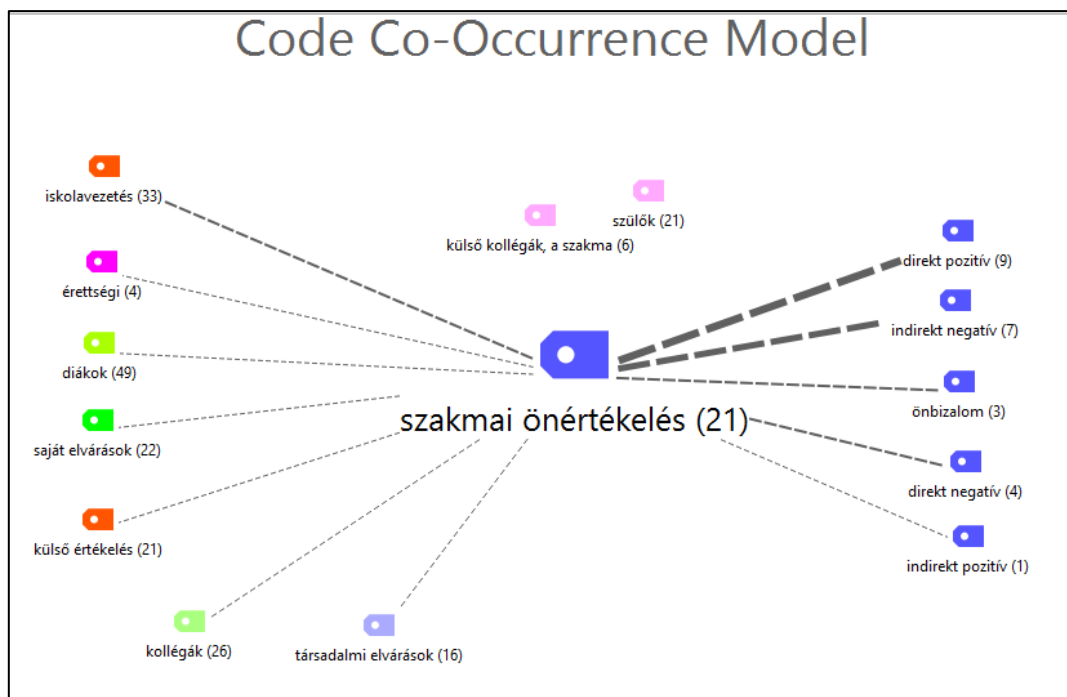 Code Co-Occurrence Model
iskolavezetés (33)
szülők (21)
külső kollégák, a szakma (6)
direkt pozitív (9)
érettségi (4)
indirekt negatív (7)
diákok (49)
önbizalom (3)
szakmai önértékelés (21)
saját elvárások (22)
direkt negatív (4)
külső értékelés (21)
indirekt pozitív (1)
kollégák (26)
társadalmi elvárások (16)